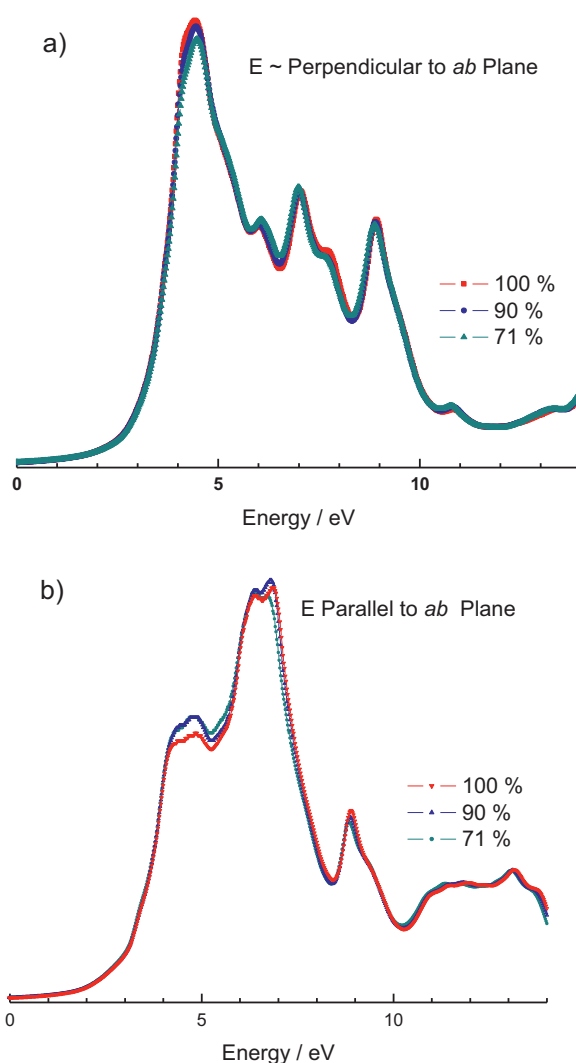 a)
E ~ Perpendicular to ab Plane
100 %
90 %
71 %
0 5 10
Energy / eV
b)
E Parallel to ab Plane
100 %
90 %
71 %
0 5 10
Energy / eV